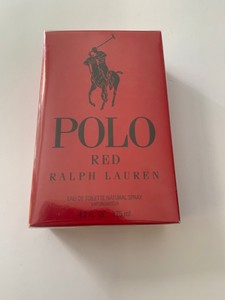 POLO
RED
RALPH LAUREN
EAU DE TOILETTE NATURAL SPRAY